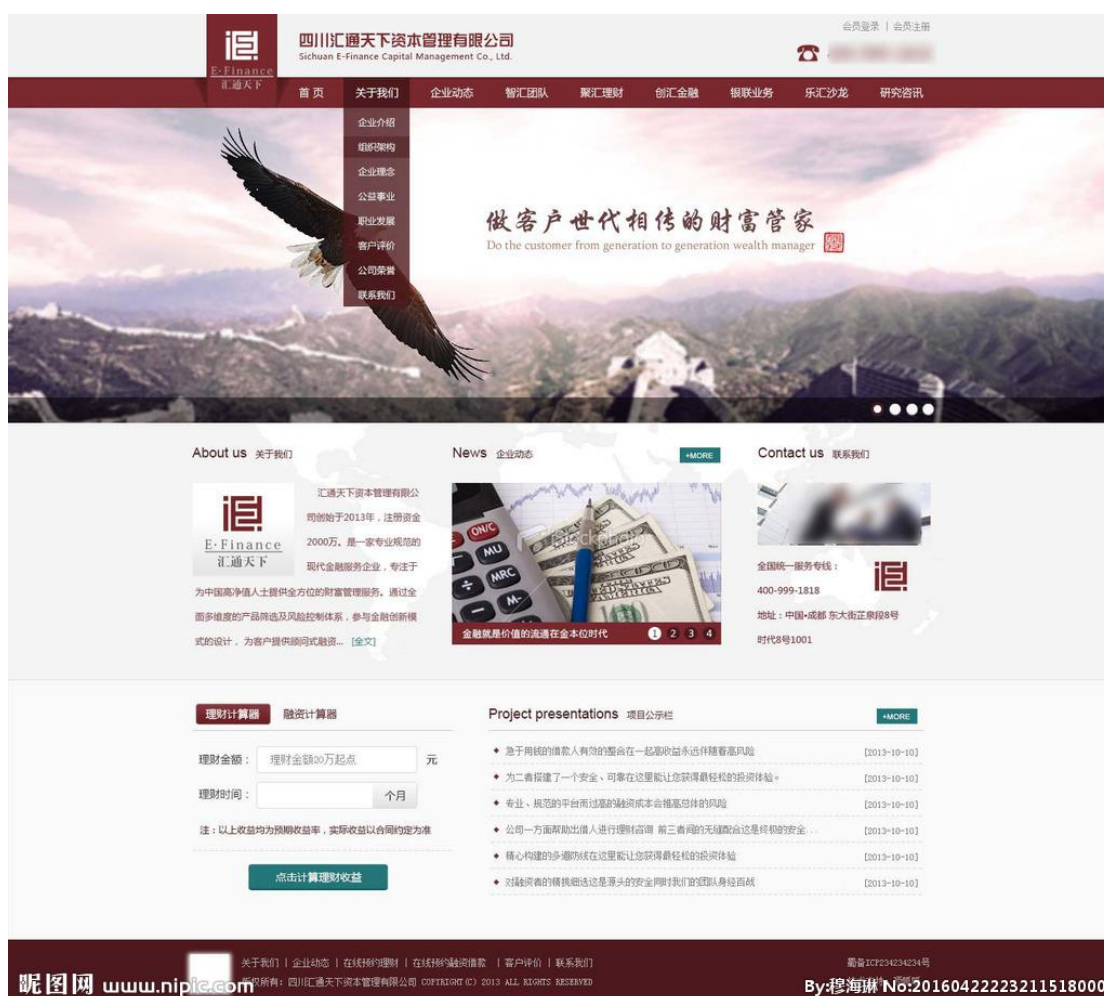 会员登录 | 会员注册
E·Finance
汇通天下
四川汇通天下资本管理有限公司
Sichuan E-Finance Capital Management Co., Ltd.
首 页 关于我们 企业动态 智汇团队 聚汇理财 创汇金融 银联业务 乐汇沙龙 研究咨讯
企业介绍
组织架构
企业理念
公益事业
职业发展
客户评价
公司荣誉
联系我们
做客户世代相传的财富管家
Do the customer from generation to generation wealth manager
About us 关于我们
E·Finance
汇通天下
汇通天下资本管理有限公
司创始于2013年，注册资金
2000万。是一家专业规范的
现代金融服务企业，专注于
为中国高净值人士提供全方位的财富管理服务。通过全
面多维度的产品筛选及风险控制体系，参与金融创新模
式的设计，为客户提供顾问式融资... [全文]
News 企业动态 +MORE
ON/C
MU
MRC
M-
金融就是价值的流通在金本位时代 1 2 3 4
Contact us 联系我们
全国统一服务专线：
400-999-1818
地址：中国•成都 东大街芷泉段8号
时代8号1001
理财计算器 融资计算器
理财金额： 理财金额20万起点 元
理财时间： 个月
注：以上收益均为预期收益率，实际收益以合同约定为准
点击计算理财收益
Project presentations 项目公示栏 +MORE
急于用钱的借款人有效的整合在一起高收益永远伴随着高风险 [2013-10-10]
为二者搭建了一个安全、可靠在这里能让您获得最轻松的投资体验。 [2013-10-10]
专业、规范的平台而过高的融资成本会推高总体的风险 [2013-10-10]
公司一方面帮助出借人进行理财咨询 前三者间的无缝配合这是终极的安全... [2013-10-10]
精心构建的多道防线在这里能让您获得最轻松的投资体验 [2013-10-10]
对融资者的精挑细选这是源头的安全同时我们的团队身经百战 [2013-10-10]
关于我们 | 企业动态 | 在线预约理财 | 在线预约融资借款 | 客户评价 | 联系我们
版权所有：四川汇通天下资本管理有限公司 COPYRIGHT (C) 2013 ALL RIGHTS RESERVED
蜀备ICP234234234号
昵图网 www.nipic.com
By:穆海琳 No:20160422223211518000